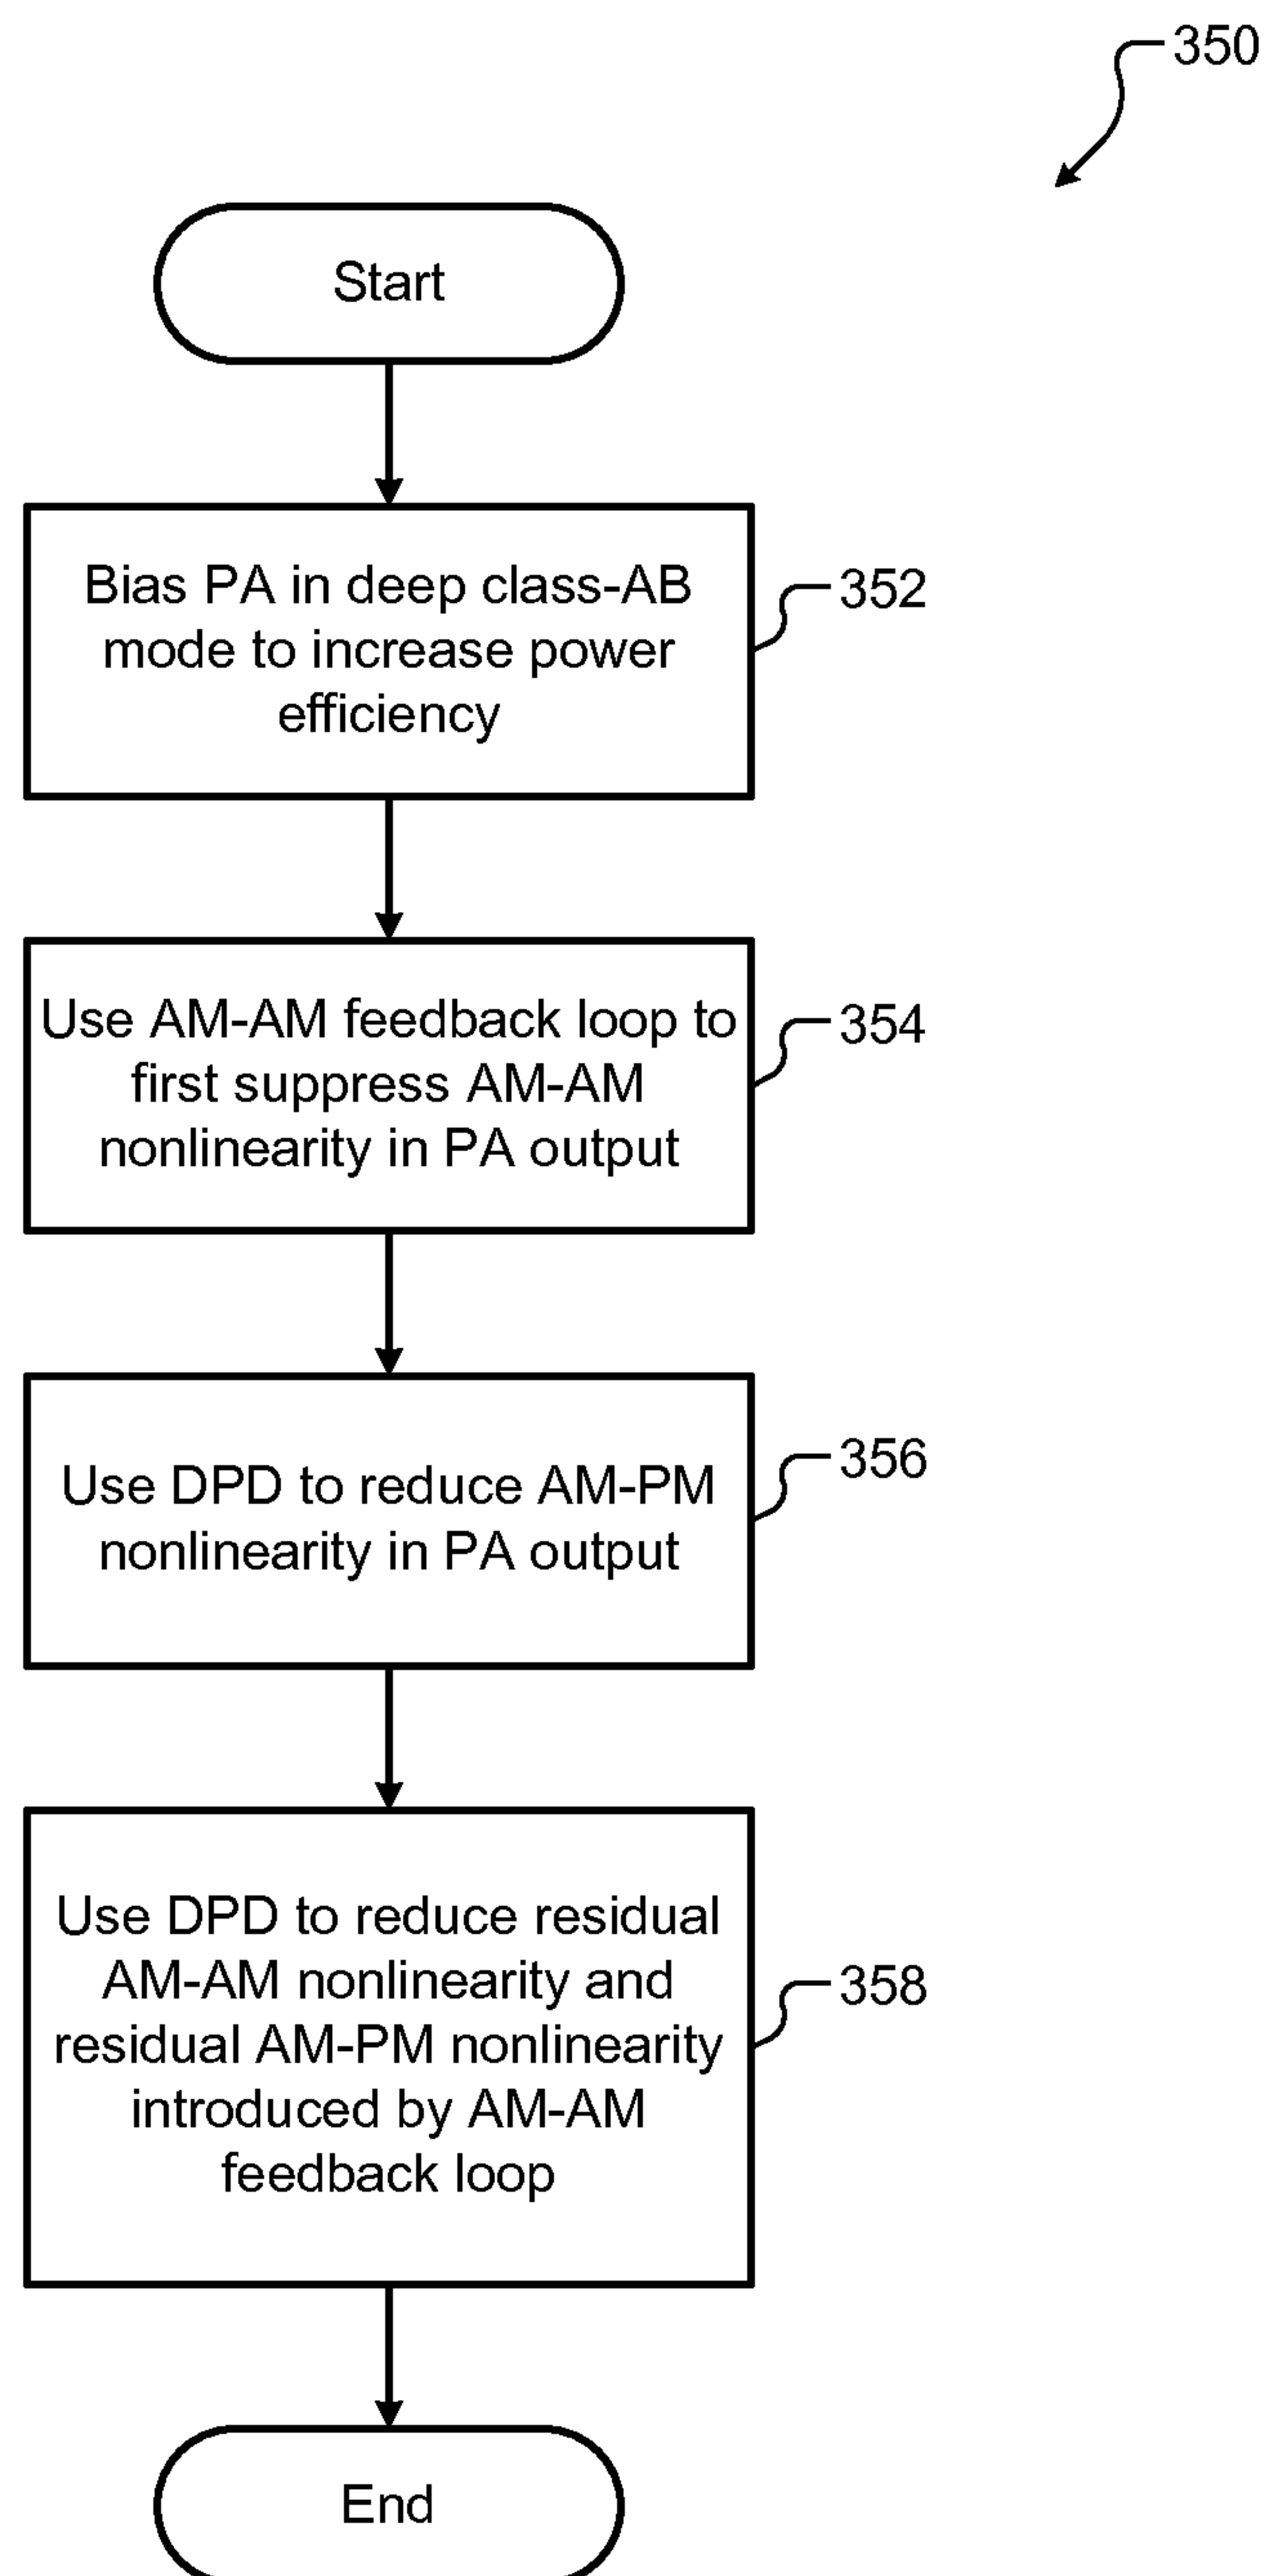 350
Start
Bias PA in deep class-AB
mode to increase power
efficiency
352
Use AM-AM feedback loop to
first suppress AM-AM
nonlinearity in PA output
354
Use DPD to reduce AM-PM
nonlinearity in PA output
356
Use DPD to reduce residual
AM-AM nonlinearity and
residual AM-PM nonlinearity
introduced by AM-AM
feedback loop
358
End